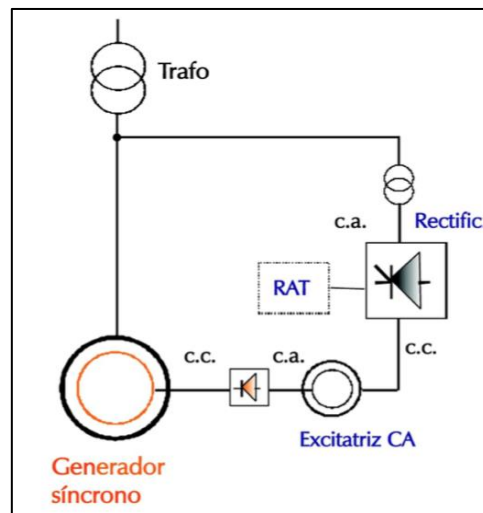 Trafo
c.a.
Rectific
RAT
c.c.
c.a.
c.c.
Excitatriz CA
Generador
síncrono